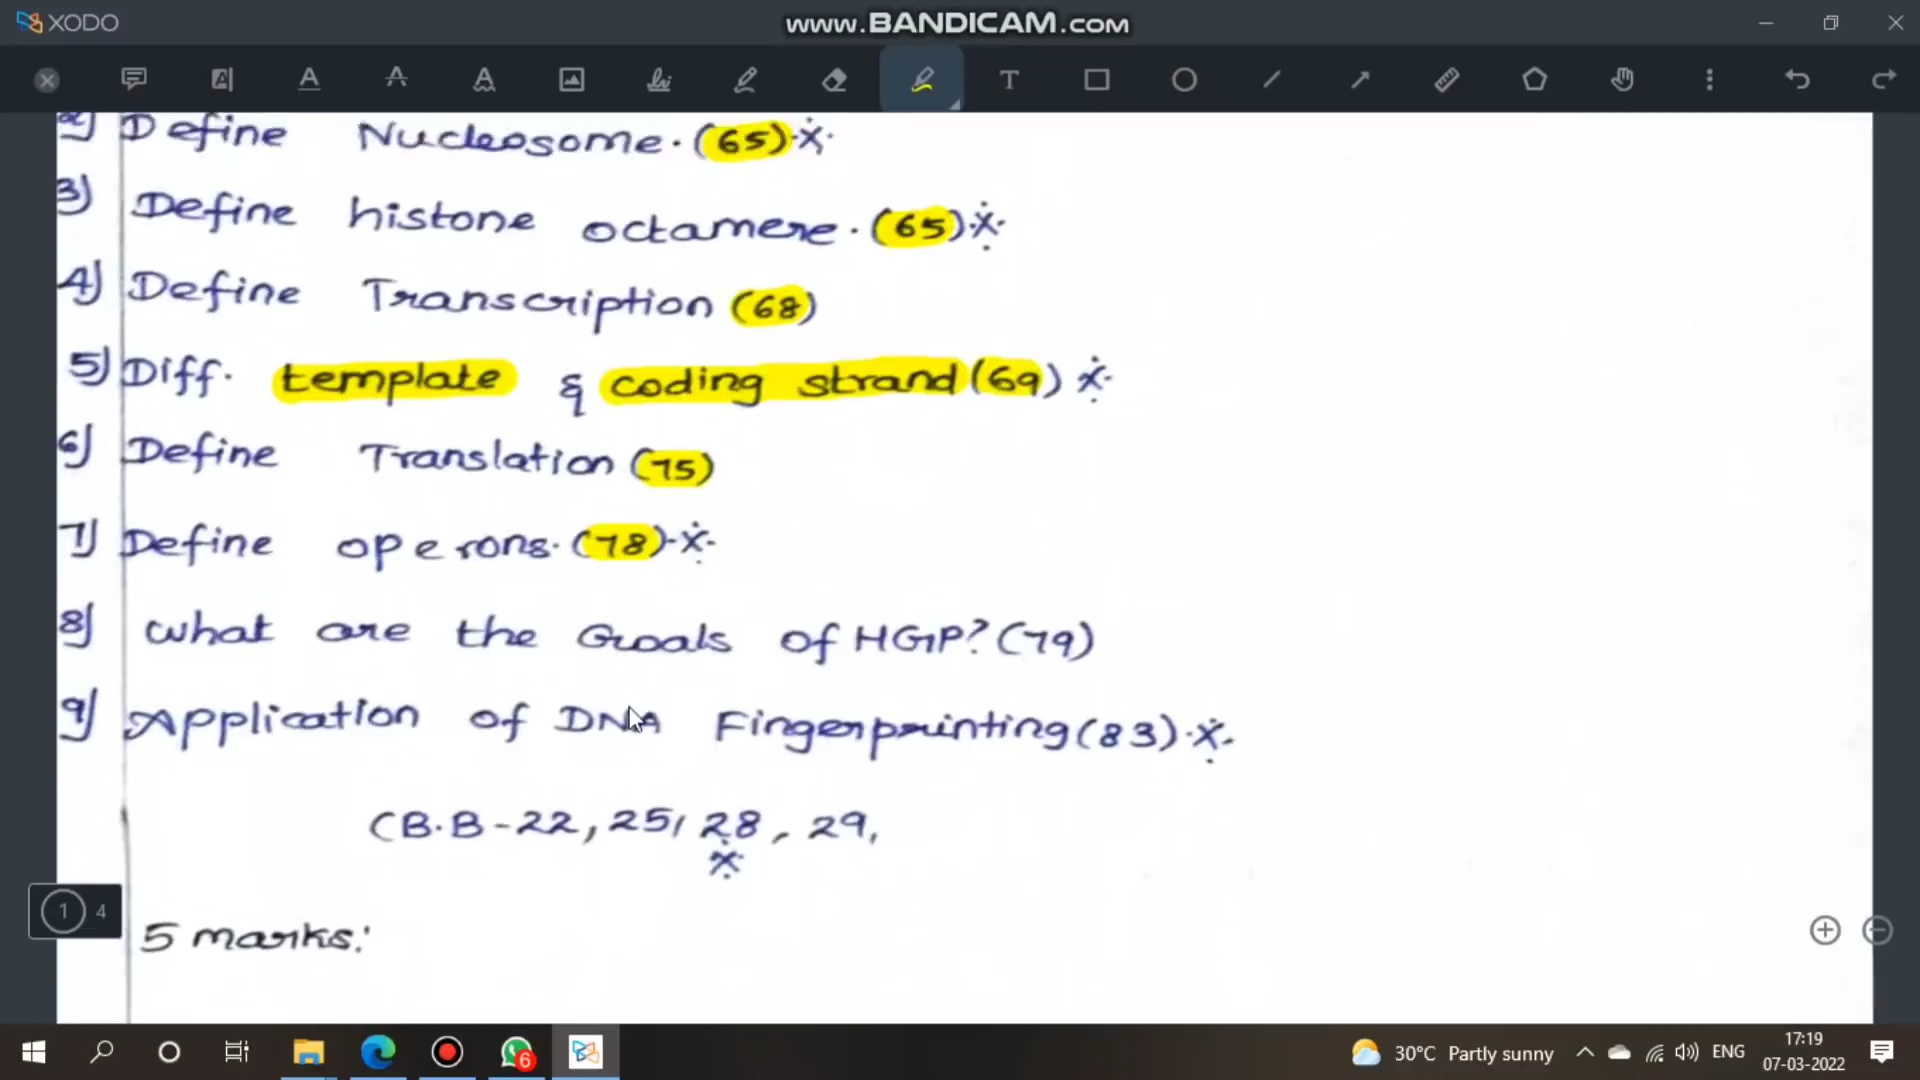 XODO
www.BANDICAM.com
2) Define Nucleosome. (65) ※
3) Define histone octamere. (65) ※
4) Define Transcription (68)
5) Diff. template & coding strand (69) ※
6) Define Translation (75)
7) Define operons. (78) ※
8) What are the Goals of HGP? (79)
9) Application of DNA Fingerprinting (83) ※
(B.B - 22, 25, 28, 29,
※
1 4
5 marks:
6
30°C Partly sunny
ENG
17:19
07-03-2022